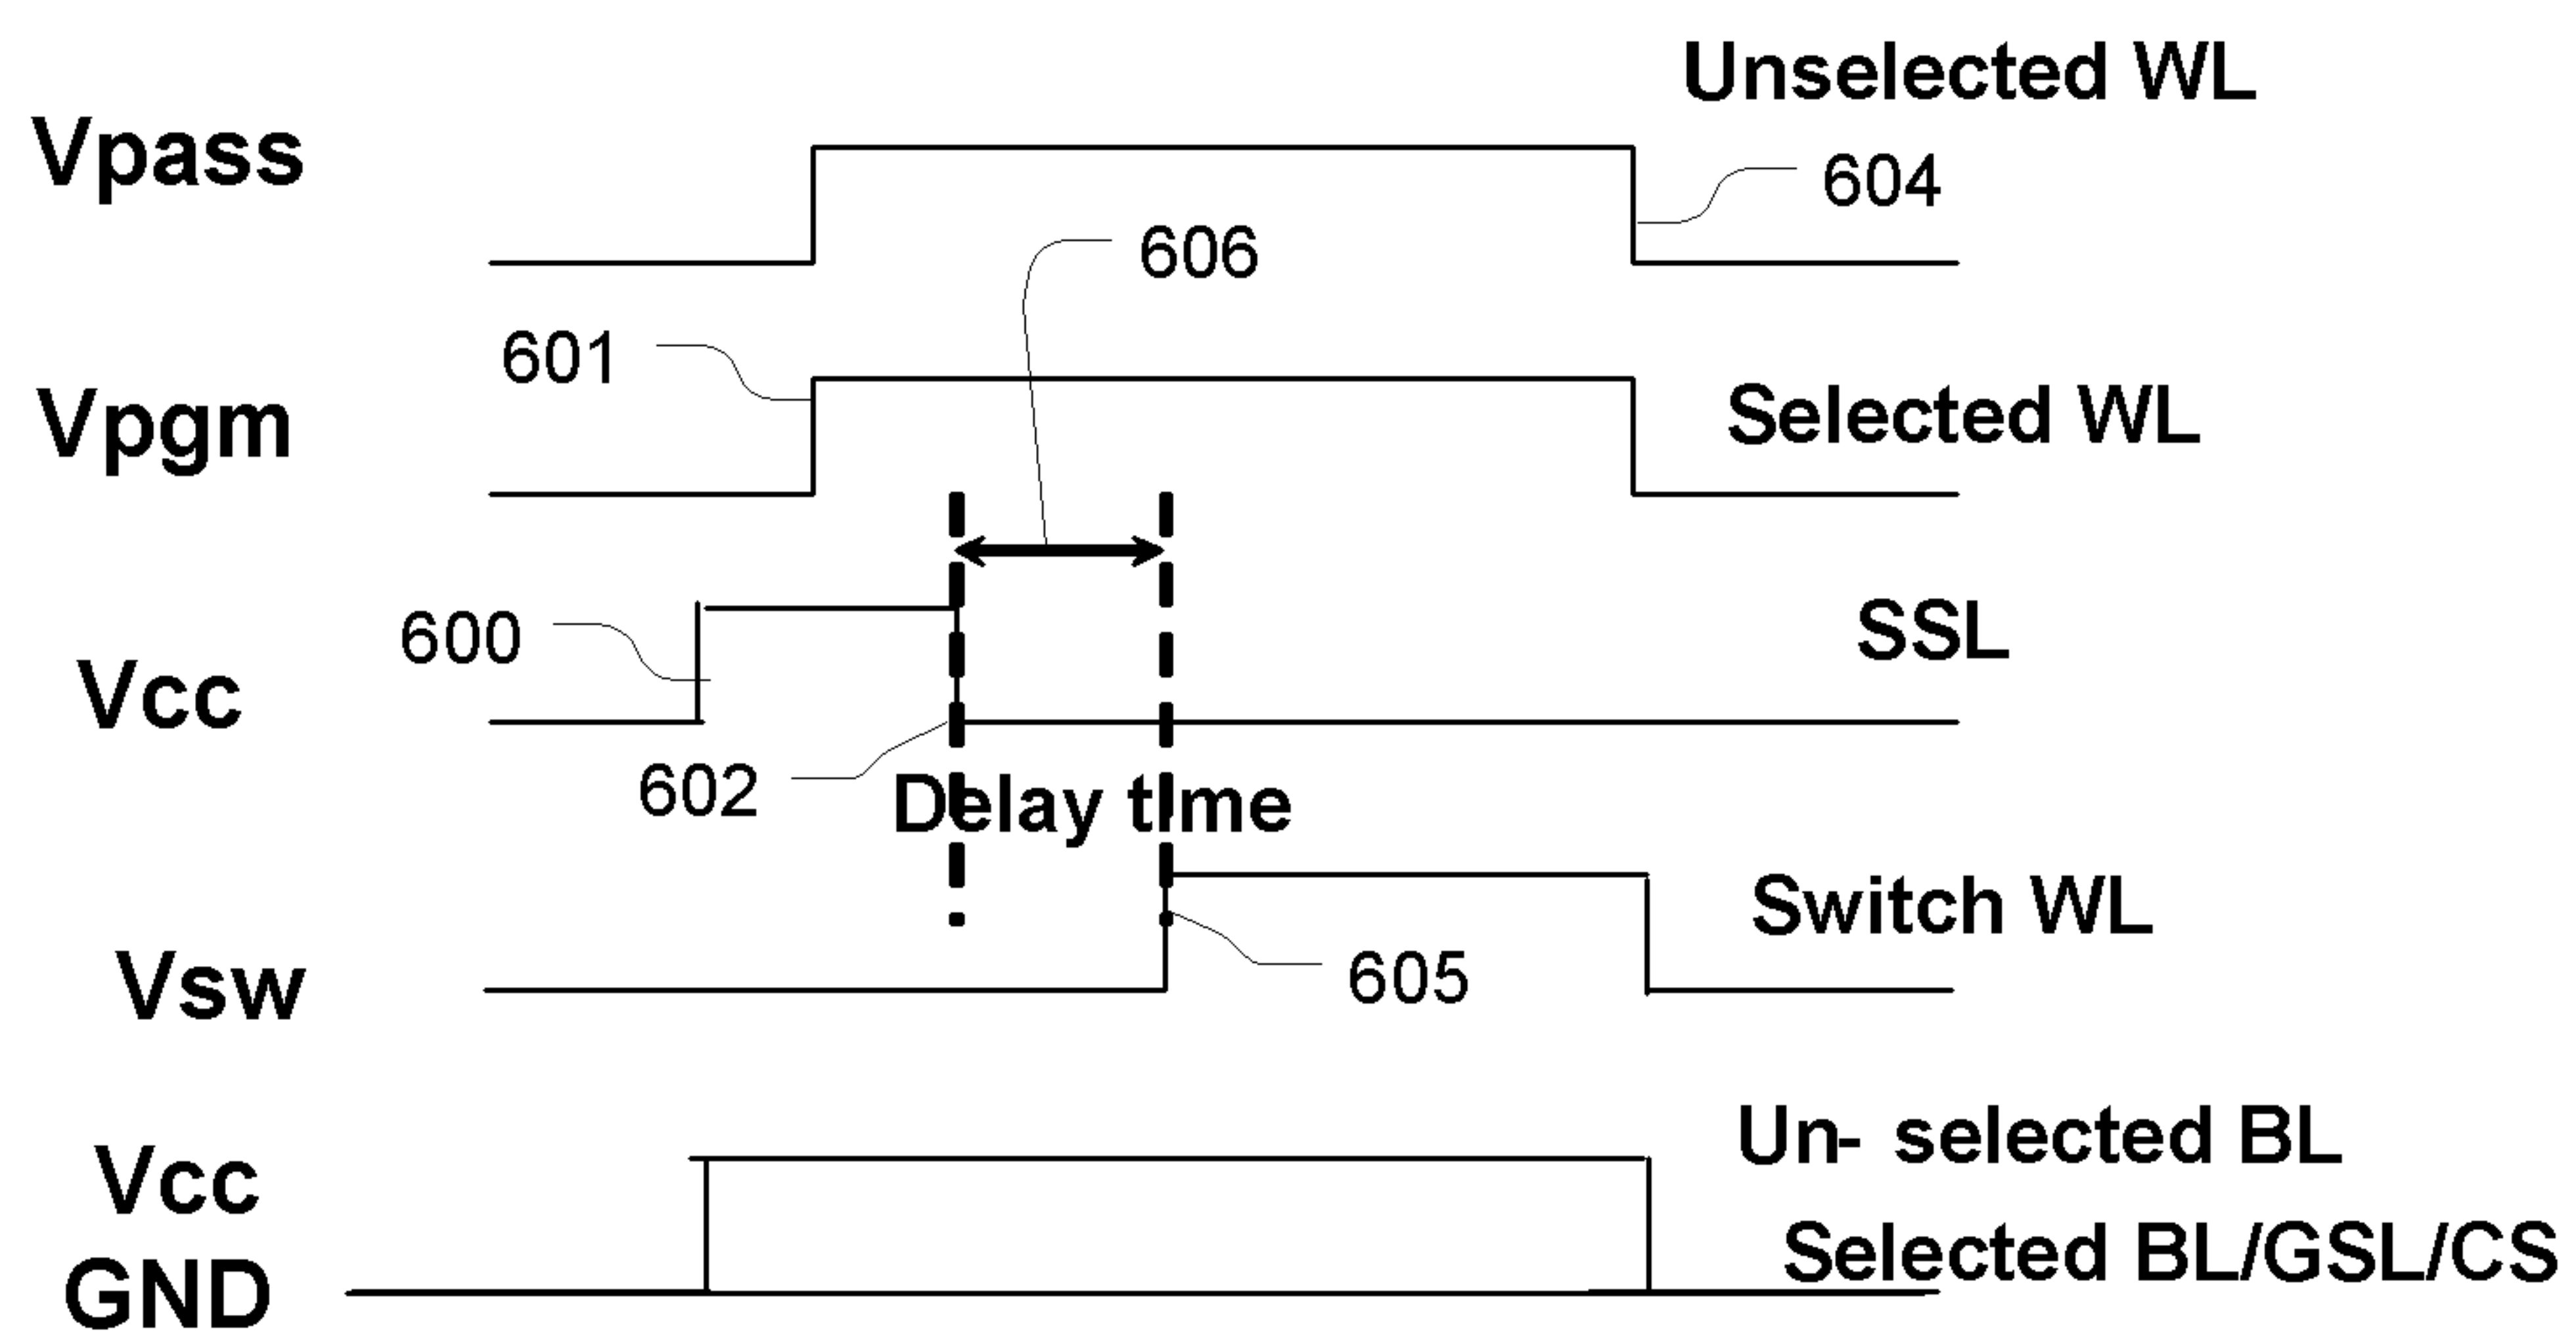 Unselected WL
Vpass
604
606
601
Vpgm
Selected WL
600
SSL
Vcc
602
Delay time
Switch WL
Vsw
605
Un- selected BL
Vcc
Selected BL/GSL/CS
GND